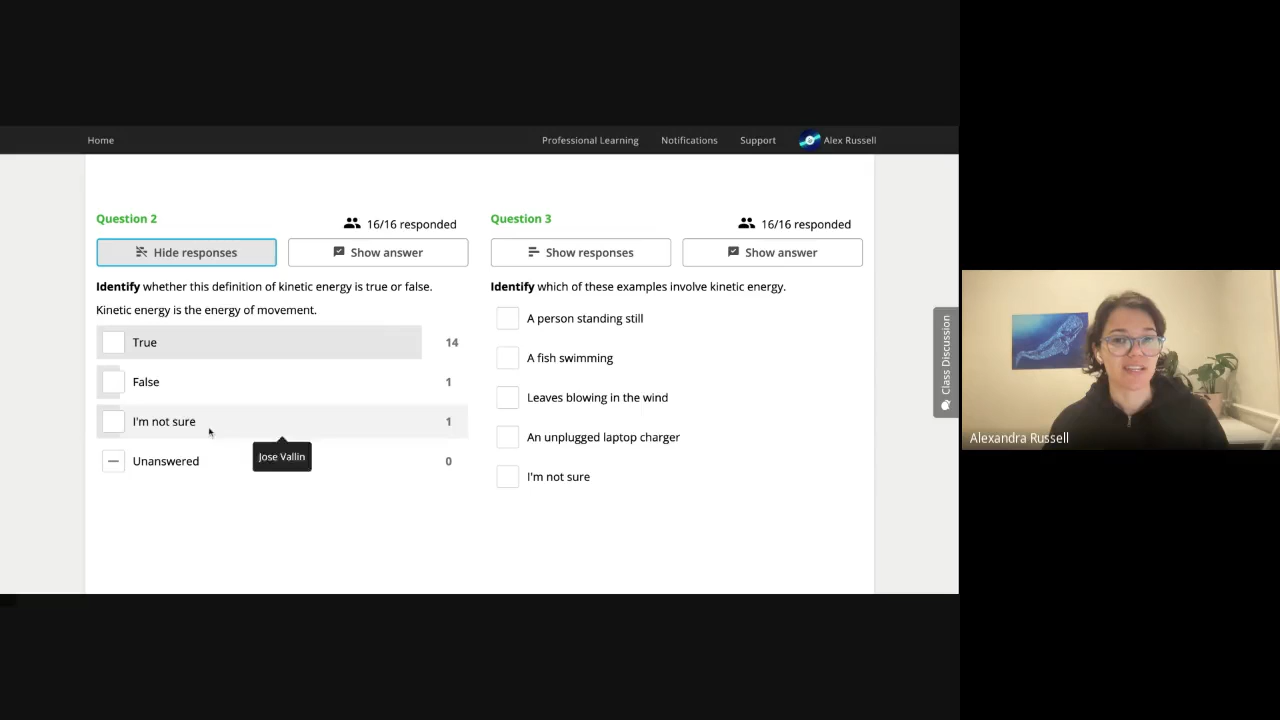 Home
Professional Learning
Notifications
Support
Alex Russell
Question 2
16/16 responded
Hide responses
Show answer
Identify whether this definition of kinetic energy is true or false.
Kinetic energy is the energy of movement.
True 14
False 1
I'm not sure 1
Jose Vallin
Unanswered 0
Question 3
16/16 responded
Show responses
Show answer
Identify which of these examples involve kinetic energy.
A person standing still
A fish swimming
Leaves blowing in the wind
An unplugged laptop charger
I'm not sure
Class Discussion
Alexandra Russell